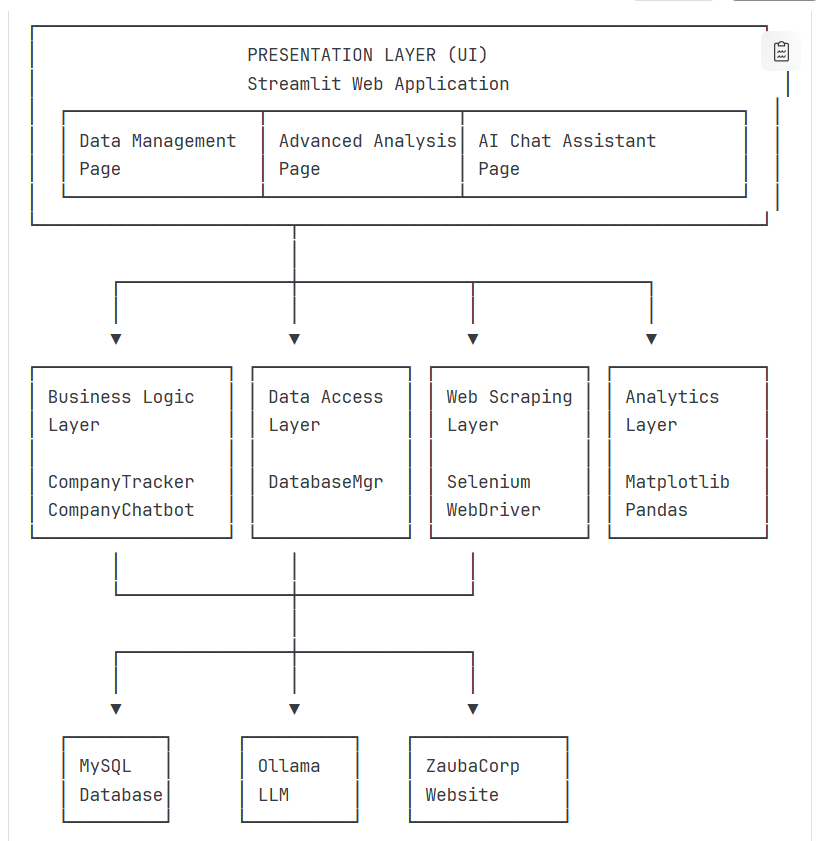 PRESENTATION LAYER (UI)
Streamlit Web Application
Data Management Page
Advanced Analysis Page
AI Chat Assistant Page
Business Logic
Layer
CompanyTracker
CompanyChatbot
Data Access
Layer
DatabaseMgr
Web Scraping
Layer
Selenium
WebDriver
Analytics
Layer
Matplotlib
Pandas
MySQL
Database
Ollama
LLM
ZaubaCorp
Website